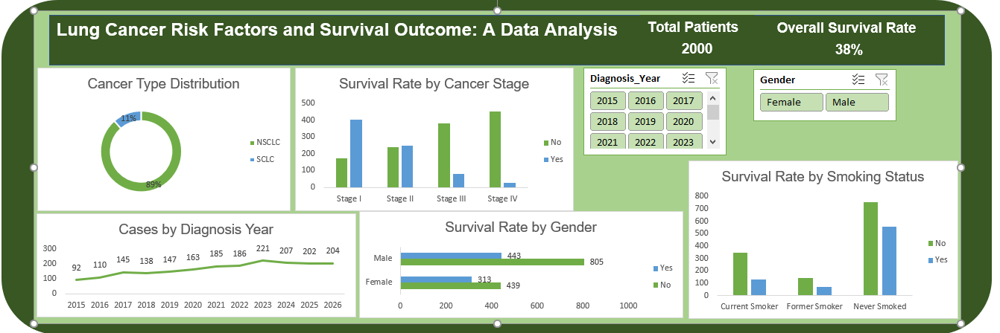 Lung Cancer Risk Factors and Survival Outcome: A Data Analysis
Total Patients
2000
Overall Survival Rate
38%
Cancer Type Distribution
11%
89%
NSCLC
SCLC
Survival Rate by Cancer Stage
500
400
300
200
100
0
Stage I
Stage II
Stage III
Stage IV
No
Yes
Diagnosis_Year
2015 2016 2017
2018 2019 2020
2021 2022 2023
Gender
Female Male
Cases by Diagnosis Year
300
200
100
0
92 110 145 138 147 163 185 186 221 207 202 204
2015 2016 2017 2018 2019 2020 2021 2022 2023 2024 2025 2026
Survival Rate by Gender
Male
443
805
Female
313
439
0 200 400 600 800 1000
Yes
No
Survival Rate by Smoking Status
800
700
600
500
400
300
200
100
0
Current Smoker Former Smoker Never Smoked
No
Yes